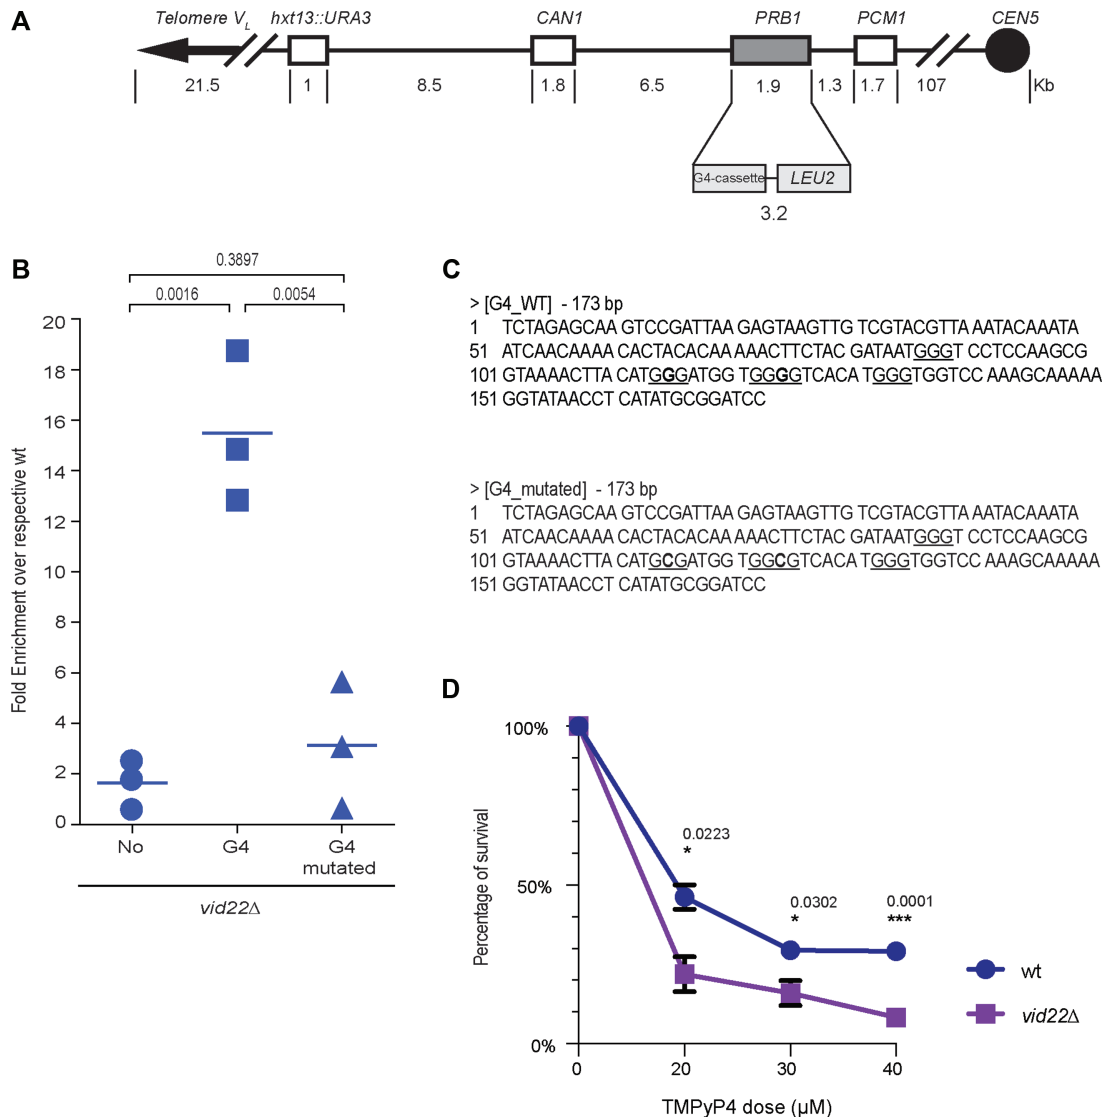 A
Telomere VL hxt13::URA3 CAN1 PRB1 PCM1 CEN5
21.5 1 8.5 1.8 6.5 1.9 1.3 1.7 107 Kb
G4-cassette LEU2
3.2
B
0.3897
0.0016 0.0054
Fold Enrichment over respective wt
20
18
16
14
12
10
8
6
4
2
0
No G4 G4 mutated
vid22Δ
C
> [G4_WT] - 173 bp
1 TCTAGAGCAA GTCCGATTAA GAGTAAGTTG TCGTACGTTA AATACAAATA
51 ATCAACAAAA CACTACACAA AAACTTCTAC GATAATGGGT CCTCCAAGCG
101 GTAAAACTTA CATGGGATGG TGGGGTCACA TGGGTGGTCC AAAGCAAAAA
151 GGTATAACCT CATATGCGGATCC
> [G4_mutated] - 173 bp
1 TCTAGAGCAA GTCCGATTAA GAGTAAGTTG TCGTACGTTA AATACAAATA
51 ATCAACAAAA CACTACACAA AAACTTCTAC GATAATGGGT CCTCCAAGCG
101 GTAAAACTTA CATGCGATGG TGGCGTCACA TGGGTGGTCC AAAGCAAAAA
151 GGTATAACCT CATATGCGGATCC
D
Percentage of survival
100%
50%
0%
0.0223
*
0.0302
*
0.0001
***
wt
vid22Δ
0 20 30 40
TMPyP4 dose (µM)